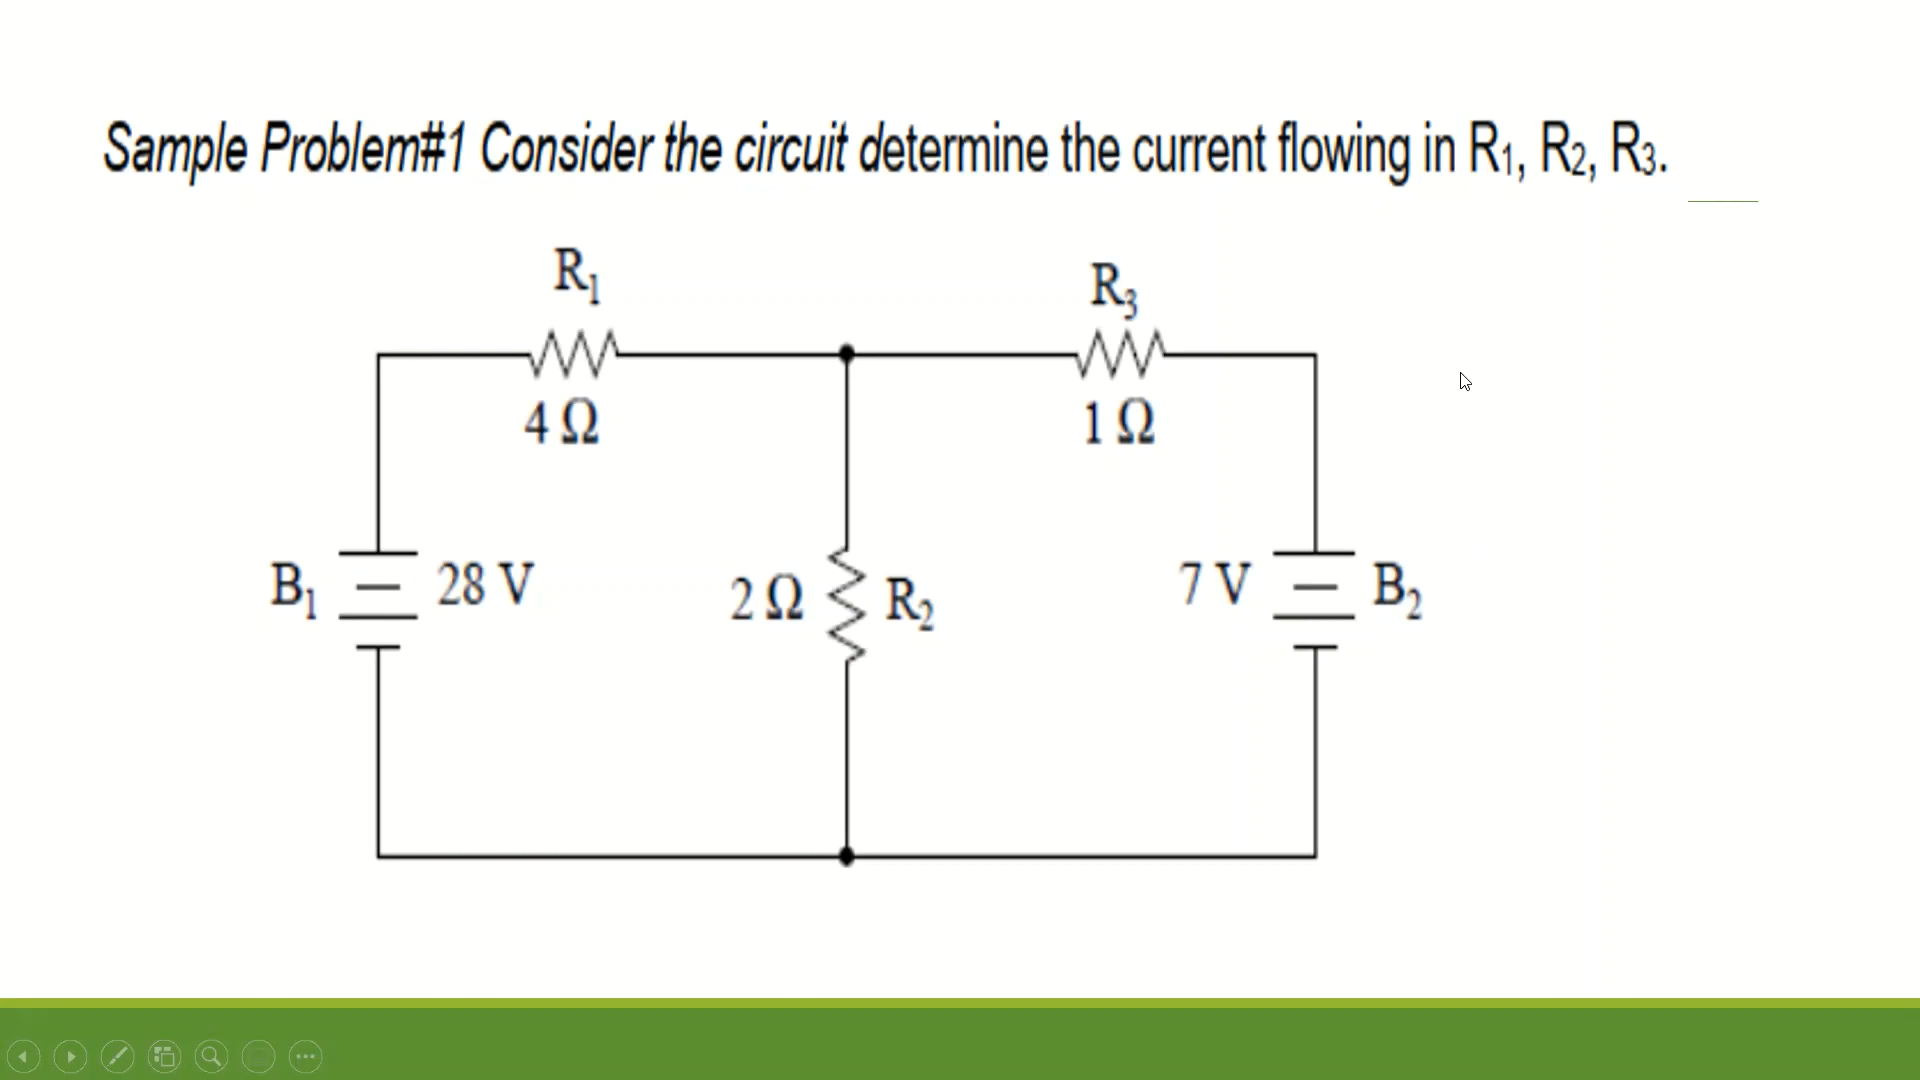 Sample Problem#1 Consider the circuit determine the current flowing in R₁, R₂, R₃.
R₁
R₃
4 Ω
1 Ω
B₁ 28 V
2 Ω R₂
7 V B₂